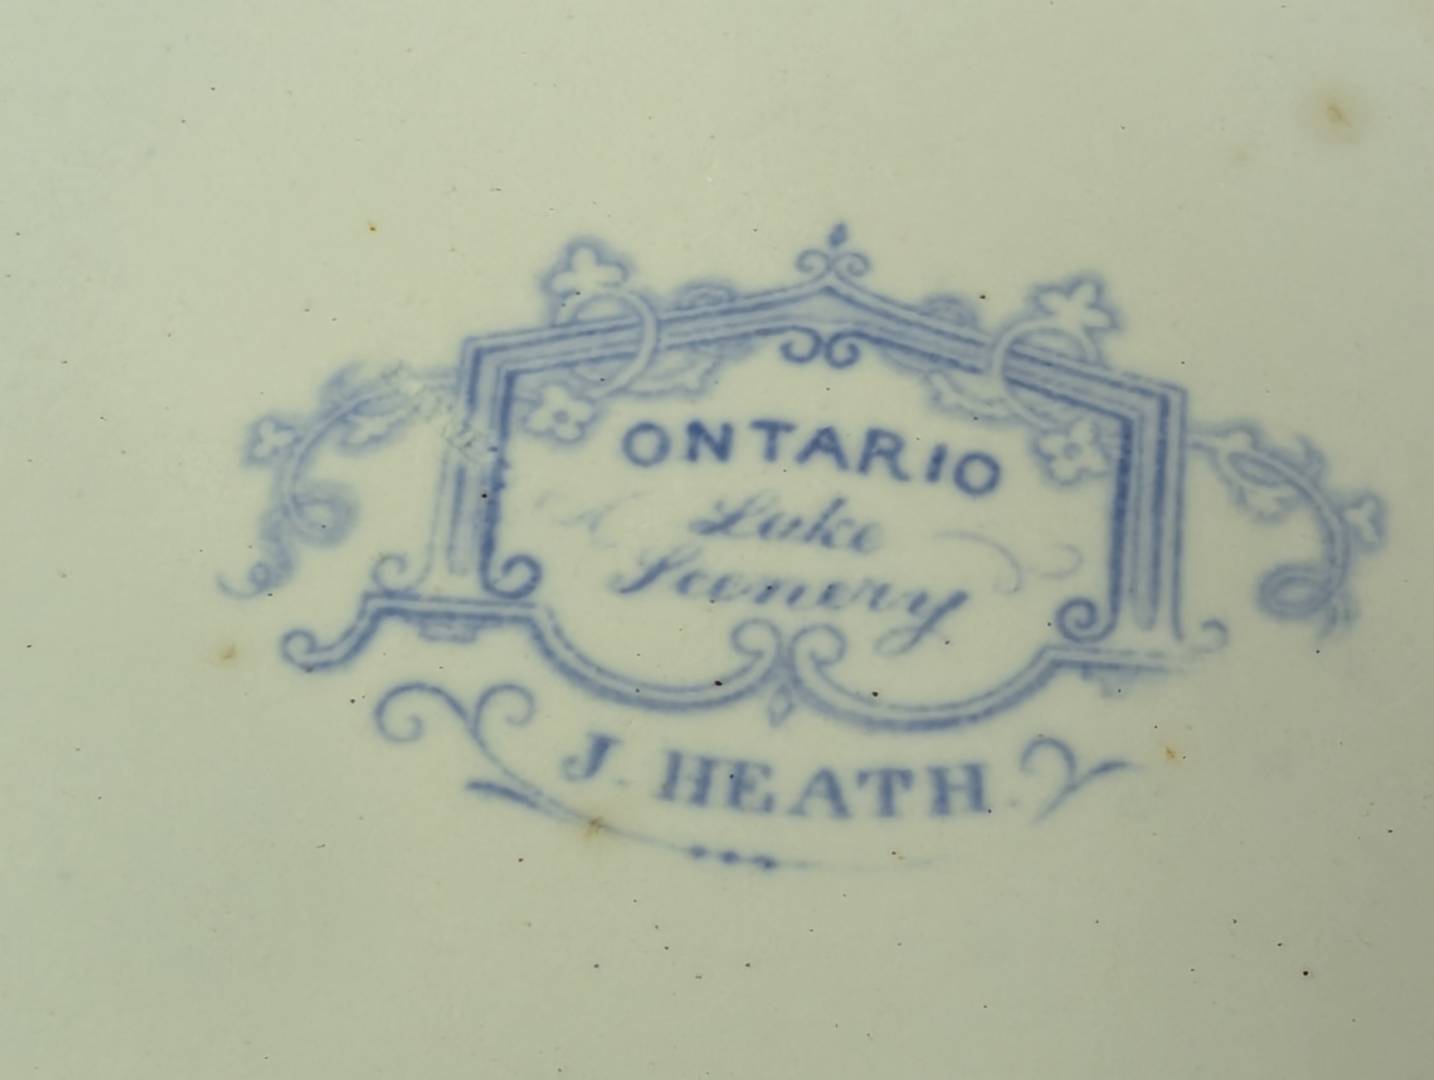 ONTARIO
Lake
Scenery
J. HEATH.